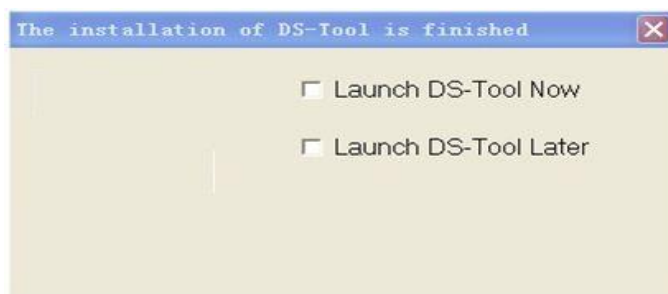 The installation of DS-Tool is finished
Launch DS-Tool Now
Launch DS-Tool Later